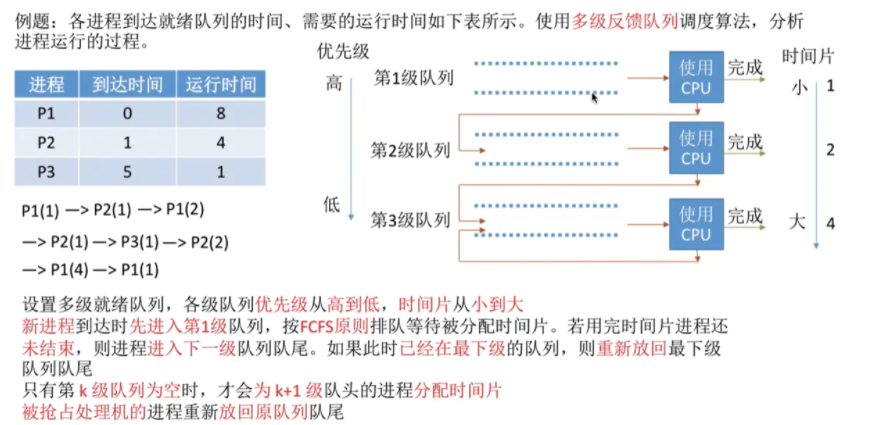 例题：各进程到达就绪队列的时间、需要的运行时间如下表所示。使用多级反馈队列调度算法，分析
进程运行的过程。
进程 到达时间 运行时间
P1 0 8
P2 1 4
P3 5 1
P1(1) —> P2(1) —> P1(2)
—> P2(1) —> P3(1) —> P2(2)
—> P1(4) —> P1(1)
优先级
高
低
第1级队列
使用
CPU
完成
第2级队列
使用
CPU
完成
第3级队列
使用
CPU
完成
时间片
小 1
2
大 4
设置多级就绪队列，各级队列优先级从高到低，时间片从小到大
新进程到达时先进入第1级队列，按FCFS原则排队等待被分配时间片。若用完时间片进程还
未结束，则进程进入下一级队列队尾。如果此时已经在最下级的队列，则重新放回最下级
队列队尾
只有第 k 级队列为空时，才会为 k+1 级队头的进程分配时间片
被抢占处理机的进程重新放回原队列队尾